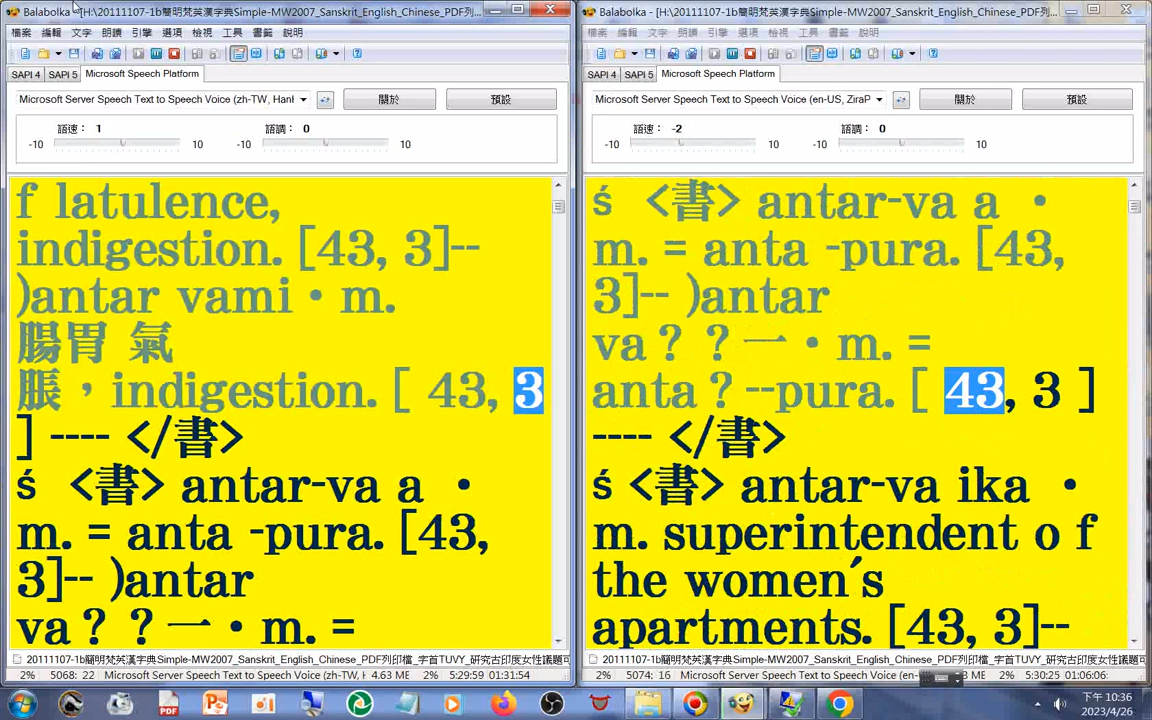 Balabolka - [H:\20111107-1b簡明梵英漢字典Simple-MW2007_Sanskrit_English_Chinese_PDF列...
檔案 編輯 文字 朗讀 引擎 選項 檢視 工具 書籤 說明
SAPI 4 SAPI 5 Microsoft Speech Platform
Microsoft Server Speech Text to Speech Voice (zh-TW, HanI
關於 預設
語速： 1 語調： 0
-10 10 -10 10
f latulence,
indigestion. [43, 3]--
)antar vami • m.
腸胃 氣
脹，indigestion. [ 43, 3
] ---- </書>
ś <書> antar-va a •
m. = anta -pura. [43,
3]-- )antar
va？？一•m. =
20111107-1b簡明梵英漢字典Simple-MW2007_Sanskrit_English_Chinese_PDF列印檔_字首TUVY_研究古印度女性議題可
2% 5068: 22 Microsoft Server Speech Text to Speech Voice (zh-TW, H 4.63 MB 2% 5:29:59 01:31:54
Balabolka - [H:\20111107-1b簡明梵英漢字典Simple-MW2007_Sanskrit_English_Chinese_PDF列印...
檔案 編輯 文字 朗讀 引擎 選項 檢視 工具 書籤 說明
SAPI 4 SAPI 5 Microsoft Speech Platform
Microsoft Server Speech Text to Speech Voice (en-US, ZiraP
關於 預設
語速： -2 語調： 0
-10 10 -10 10
ś <書> antar-va a •
m. = anta -pura. [43,
3]-- )antar
va？？一•m. =
anta？--pura. [ 43, 3 ]
---- </書>
ś <書> antar-va ika •
m. superintendent o f
the women´s
apartments. [43, 3]--
20111107-1b簡明梵英漢字典Simple-MW2007_Sanskrit_English_Chinese_PDF列印檔_字首TUVY_研究古印度女性議題可
2% 5074: 16 Microsoft Server Speech Text to Speech Voice 2% 5:30:25 01:06:06
下午 10:36
2023/4/26